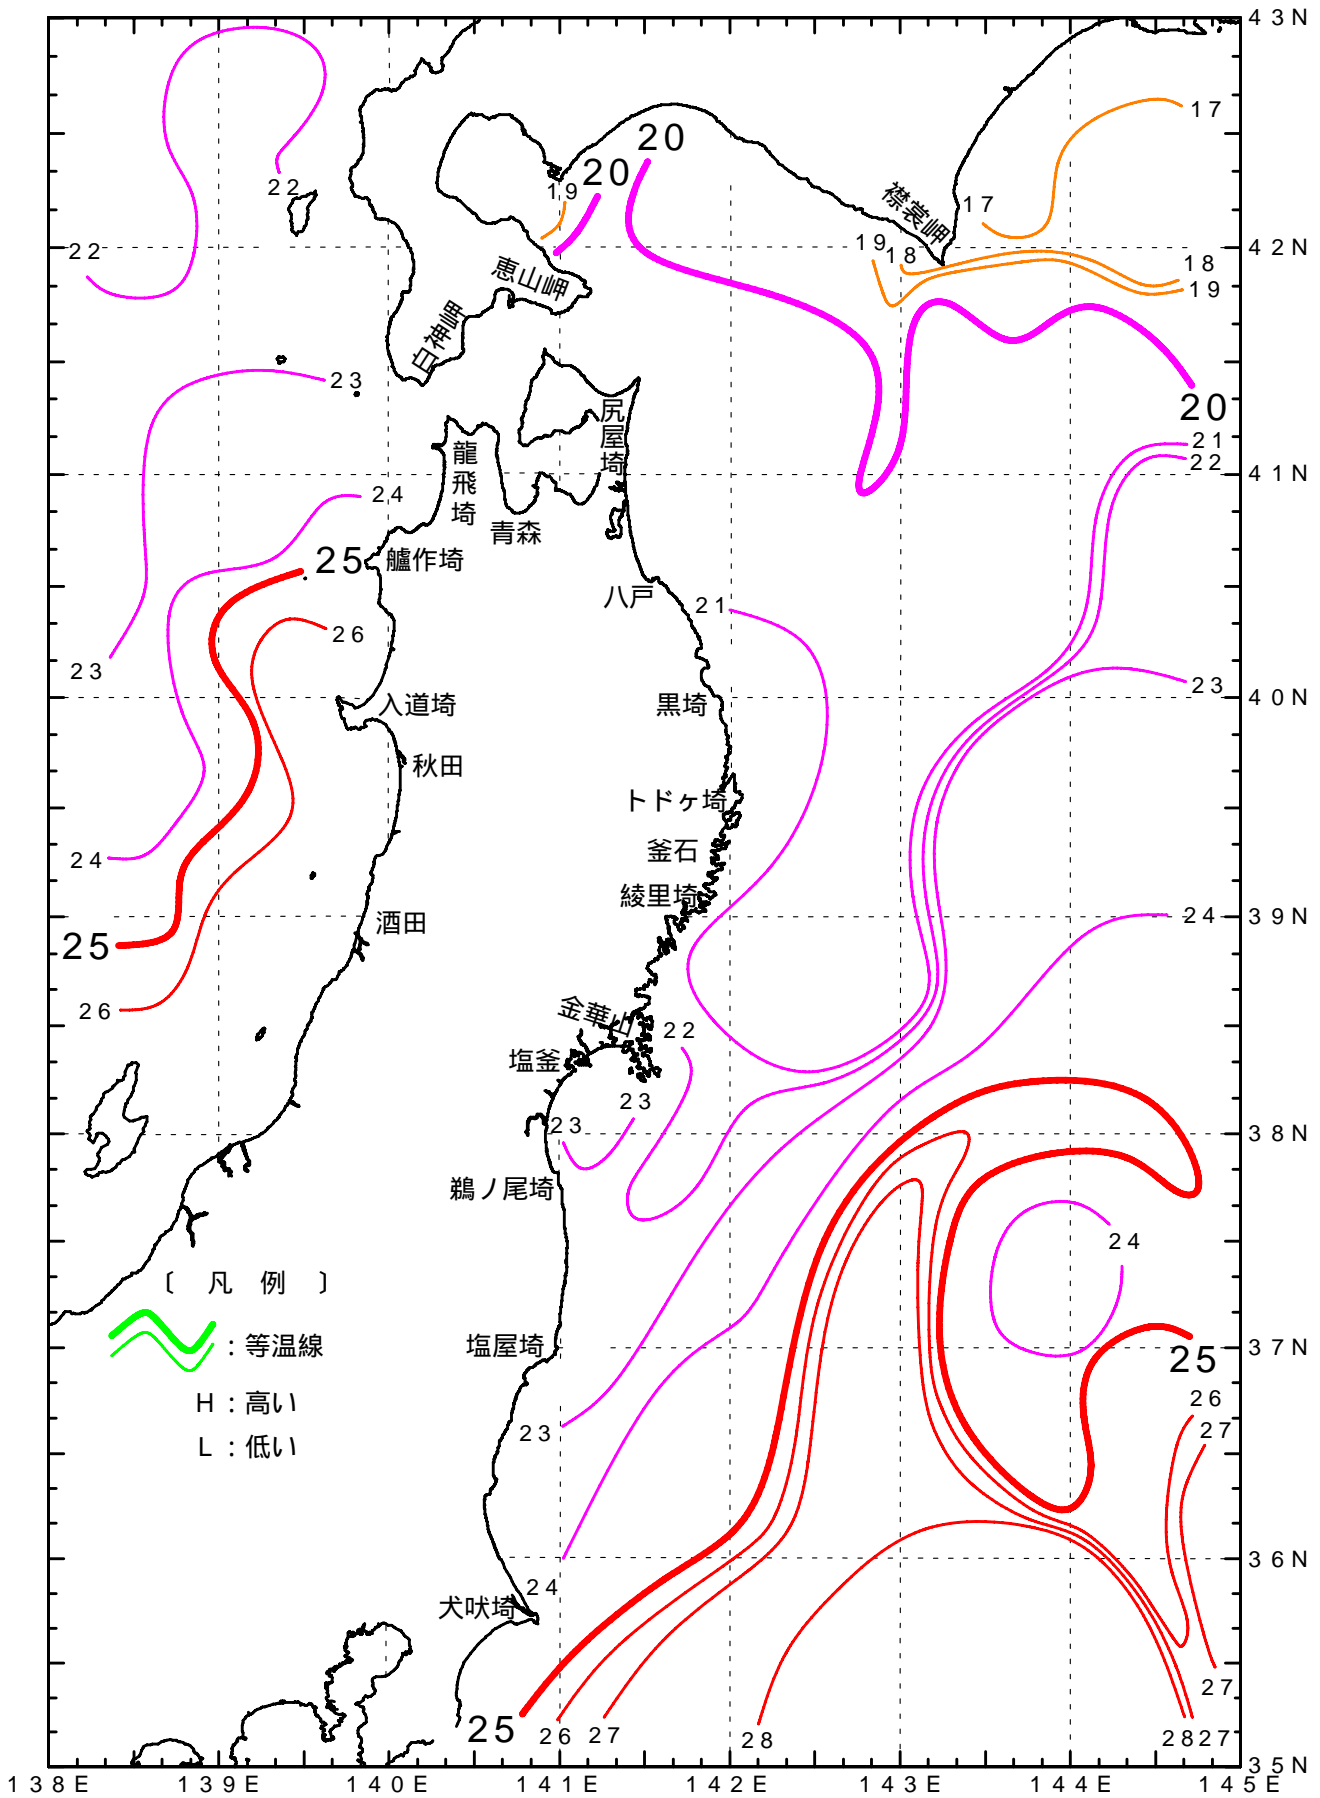 43N
17
20
20
19
22
襟裳岬
17
22
42N
19
18
18
19
恵山岬
白神岬
23
20
尻屋埼
21
22
41N
龍飛埼
24
青森
25
艫作埼
八戸
21
26
23
23
40N
入道埼
黒埼
秋田
トドヶ埼
釜石
24
綾里埼
24
39N
酒田
25
26
金華山
22
塩釜
23
23
38N
鵜ノ尾埼
24
〔 凡 例 〕
：等温線
塩屋埼
37N
25
H：高い
26
23
27
L：低い
36N
24
犬吠埼
27
25
26
27
28
28
27
35N
138E
139E
140E
141E
142E
143E
144E
145E